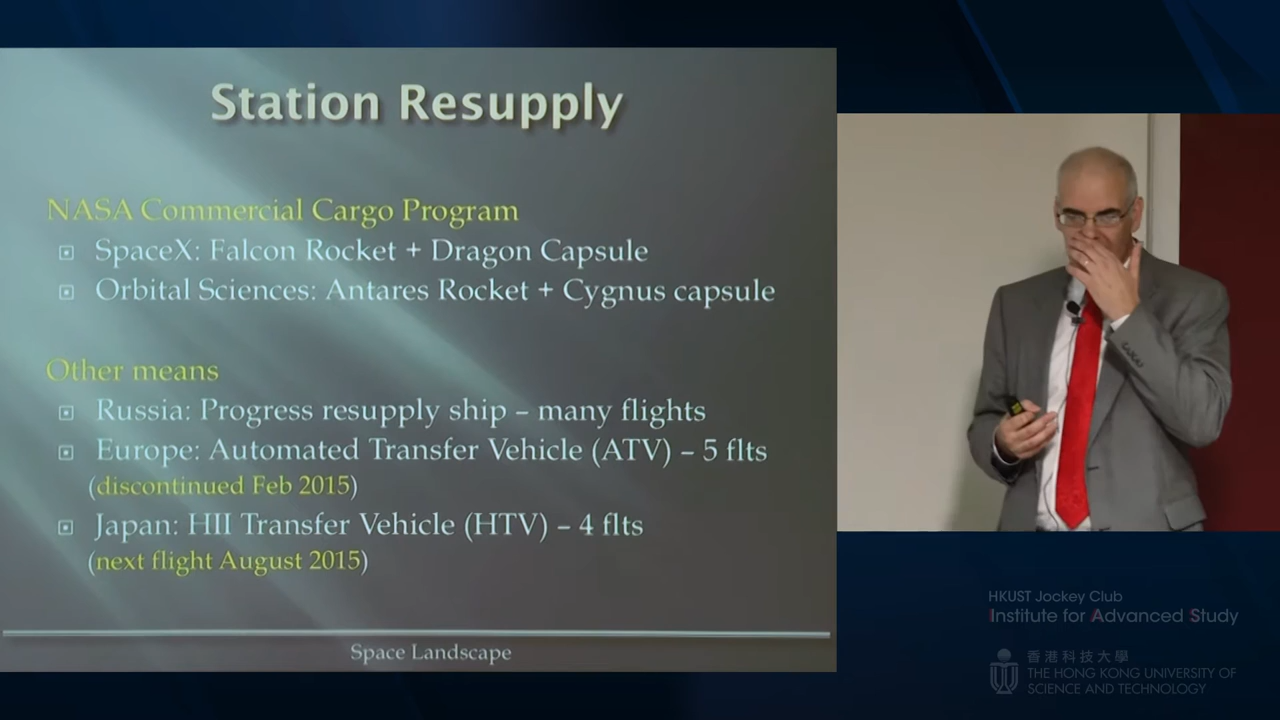 Station Resupply
NASA Commercial Cargo Program
SpaceX: Falcon Rocket + Dragon Capsule
Orbital Sciences: Antares Rocket + Cygnus capsule
Other means
Russia: Progress resupply ship – many flights
Europe: Automated Transfer Vehicle (ATV) – 5 flts
(discontinued Feb 2015)
Japan: HII Transfer Vehicle (HTV) – 4 flts
(next flight August 2015)
Space Landscape
HKUST Jockey Club
Institute for Advanced Study
香港科技大學
THE HONG KONG UNIVERSITY OF
SCIENCE AND TECHNOLOGY